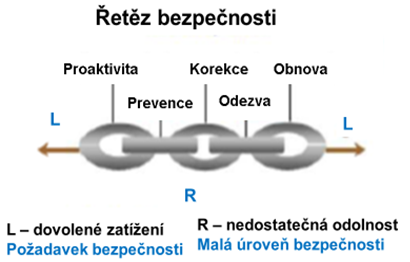 Řetěz bezpečnosti
Proaktivita
Korekce
Obnova
Prevence
Odezva
L
L
R
L – dovolené zatížení
Požadavek bezpečnosti
R – nedostatečná odolnost
Malá úroveň bezpečnosti